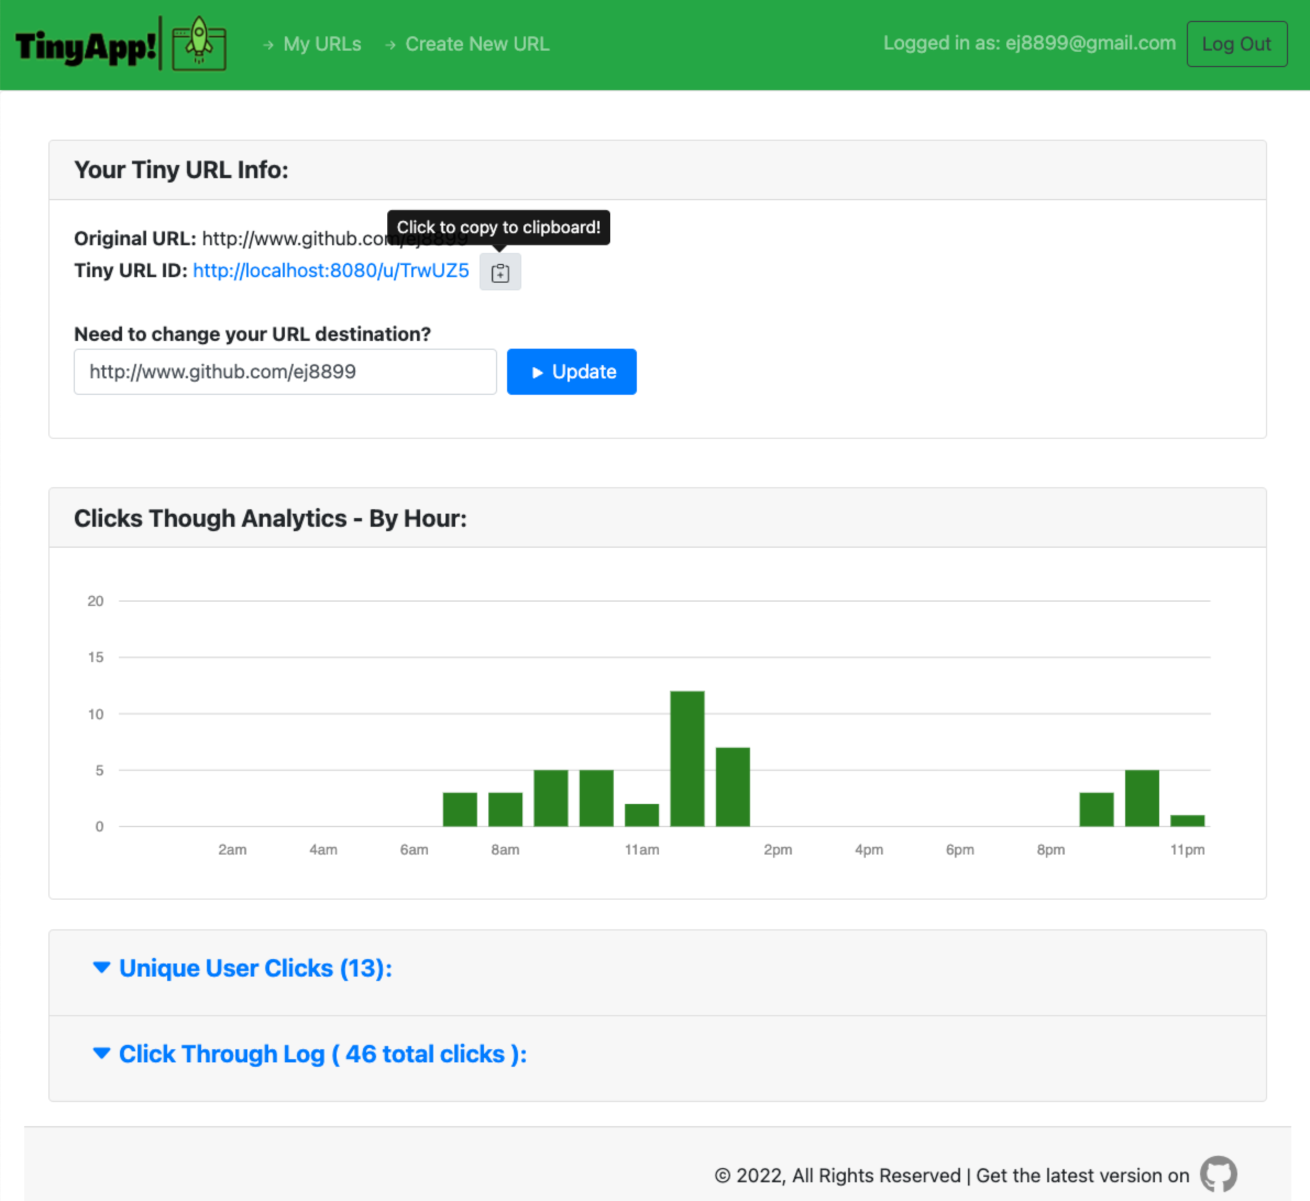 TinyApp!
→ My URLs → Create New URL Logged in as: ej8899@gmail.com Log Out
Your Tiny URL Info:
Click to copy to clipboard!
Original URL: http://www.github.com/ej8899
Tiny URL ID: http://localhost:8080/u/TrwUZ5
Need to change your URL destination?
http://www.github.com/ej8899 Update
Clicks Though Analytics - By Hour:
20
15
10
5
0
2am 4am 6am 8am 11am 2pm 4pm 6pm 8pm 11pm
Unique User Clicks (13):
Click Through Log ( 46 total clicks ):
© 2022, All Rights Reserved | Get the latest version on